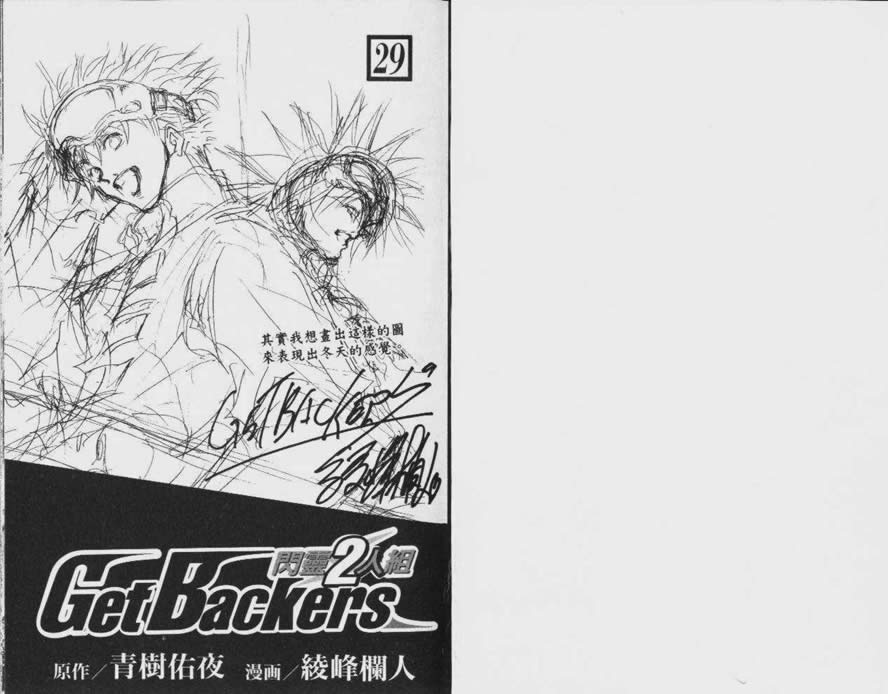 29
其實我想畫出這樣的圖
來表現出冬天的感覺。
GET BACKERS
閃靈2人組
GetBackers
原作／青樹佑夜 漫画／綾峰欄人